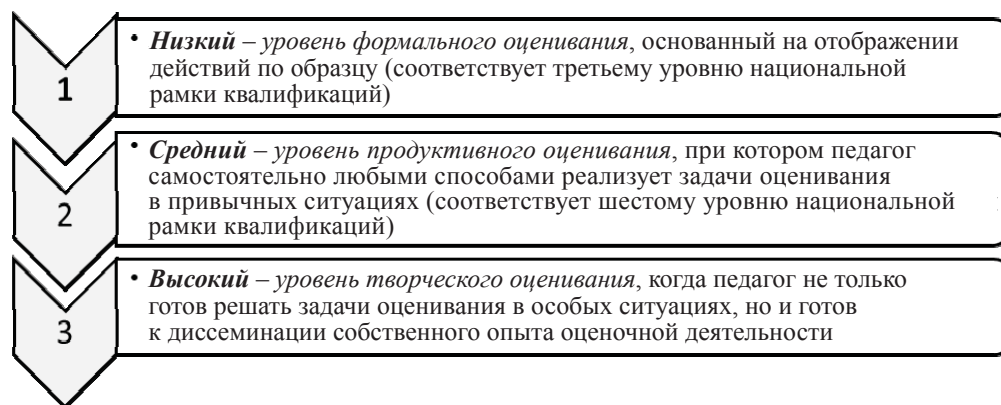 1
• Низкий – уровень формального оценивания, основанный на отображении
действий по образцу (соответствует третьему уровню национальной
рамки квалификаций)
2
• Средний – уровень продуктивного оценивания, при котором педагог
самостоятельно любыми способами реализует задачи оценивания
в привычных ситуациях (соответствует шестому уровню национальной
рамки квалификаций)
3
• Высокий – уровень творческого оценивания, когда педагог не только
готов решать задачи оценивания в особых ситуациях, но и готов
к диссеминации собственного опыта оценочной деятельности